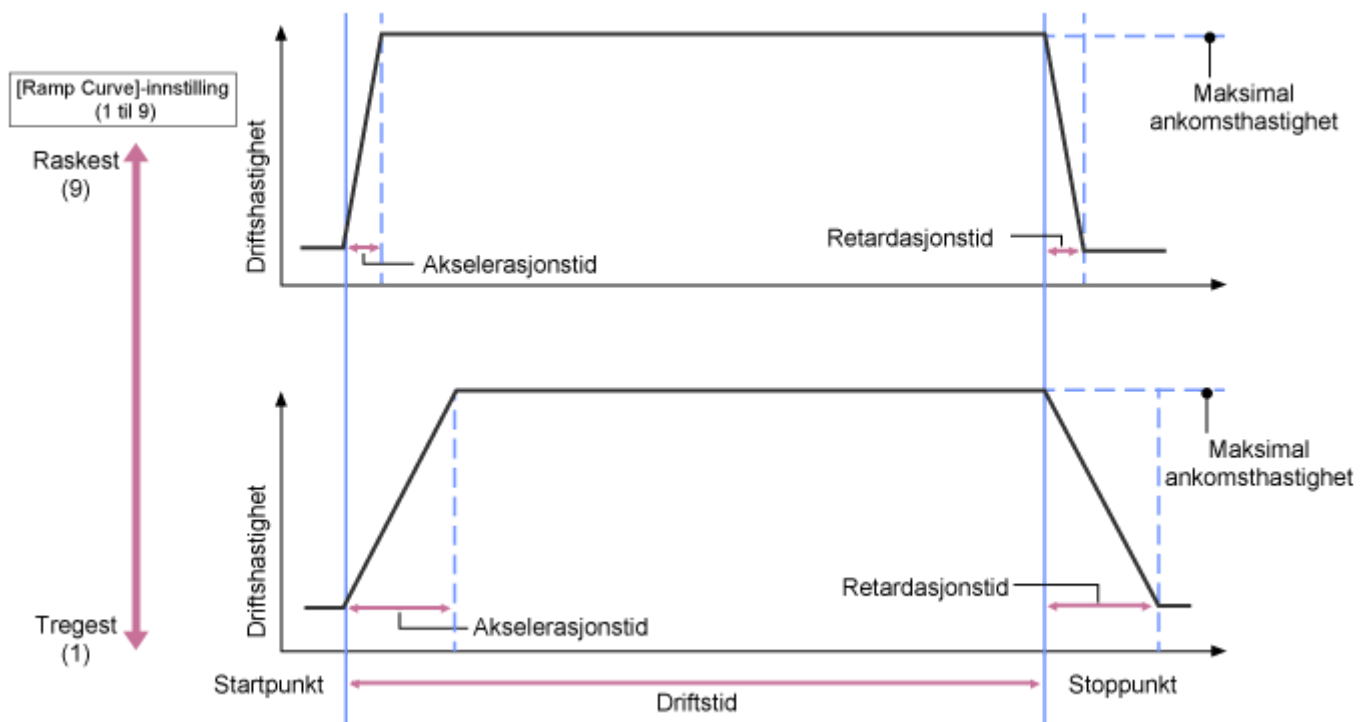 [Ramp Curve]-innstilling
(1 til 9)
Raskest
(9)
Tregest
(1)
Driftshastighet
Akselerasjonstid
Retardasjonstid
Maksimal
ankomsthastighet
Driftshastighet
Akselerasjonstid
Retardasjonstid
Maksimal
ankomsthastighet
Startpunkt
Driftstid
Stoppunkt